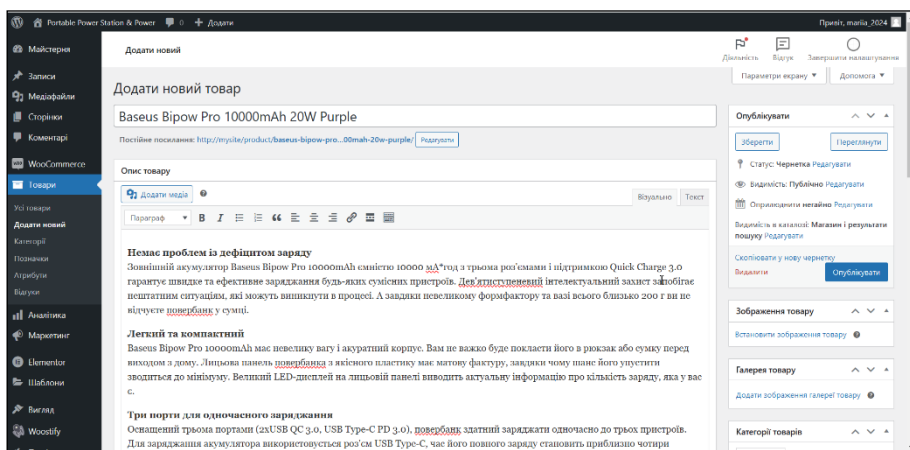 Portable Power Station & Power 0 + Додати Привіт, mariia_2024
Майстерня
Записи
Медіафайли
Сторінки
Коментарі
WooCommerce
Товари
Усі товари
Додати новий
Категорії
Позначки
Атрибути
Відгуки
Аналітика
Маркетинг
Elementor
Шаблони
Вигляд
Woostify
Додати новий
Діяльність Відгук Завершити налаштування
Параметри екрану Допомога
Додати новий товар
Baseus Bipow Pro 10000mAh 20W Purple
Постійне посилання: http://mysite/product/baseus-bipow-pro...00mah-20w-purple/ Редагувати
Опис товару
Додати медіа Візуально Текст
Параграф B I
Немає проблем із дефіцитом заряду
Зовнішній акумулятор Baseus Bipow Pro 10000mAh ємністю 10000 мА*год з трьома роз'ємами і підтримкою Quick Charge 3.0
гарантує швидке та ефективне заряджання будь-яких сумісних пристроїв. Дев'ятиступеневий інтелектуальний захист запобігає
нештатним ситуаціям, які можуть виникнути в процесі. А завдяки невеликому формфактору та вазі всього близько 200 г ви не
відчуєте повербанк у сумці.
Легкий та компактний
Baseus Bipow Pro 10000mAh має невелику вагу і акуратний корпус. Вам не важко буде покласти його в рюкзак або сумку перед
виходом з дому. Лицьова панель повербанка з якісного пластику має матову фактуру, завдяки чому шанс його упустити
зводиться до мінімуму. Великий LED-дисплей на лицьовій панелі виводить актуальну інформацію про кількість заряду, яка у вас
є.
Три порти для одночасного заряджання
Оснащений трьома портами (2xUSB QC 3.0, USB Type-C PD 3.0), повербанк здатний заряджати одночасно до трьох пристроїв.
Для заряджання акумулятора використовується роз'єм USB Type-C, час його повного заряду становить приблизно чотири
Опублікувати
Зберегти Переглянути
Статус: Чернетка Редагувати
Видимість: Публічно Редагувати
Оприлюднити негайно Редагувати
Видимість в каталозі: Магазин і результати
пошуку Редагувати
Скопіювати у нову чернетку
Видалити Опублікувати
Зображення товару
Встановити зображення товару
Галерея товару
Додати зображення галереї товару
Категорії товарів